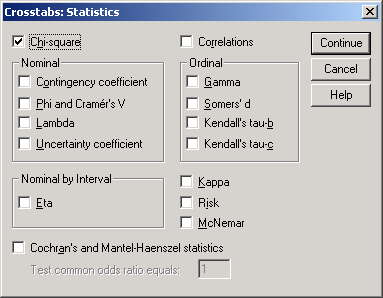 Crosstabs: Statistics
Chi-square
Correlations
Continue
Cancel
Help
Nominal
Contingency coefficient
Phi and Cramér's V
Lambda
Uncertainty coefficient
Ordinal
Gamma
Somers' d
Kendall's tau-b
Kendall's tau-c
Nominal by Interval
Eta
Kappa
Risk
McNemar
Cochran's and Mantel-Haenszel statistics
Test common odds ratio equals: 1